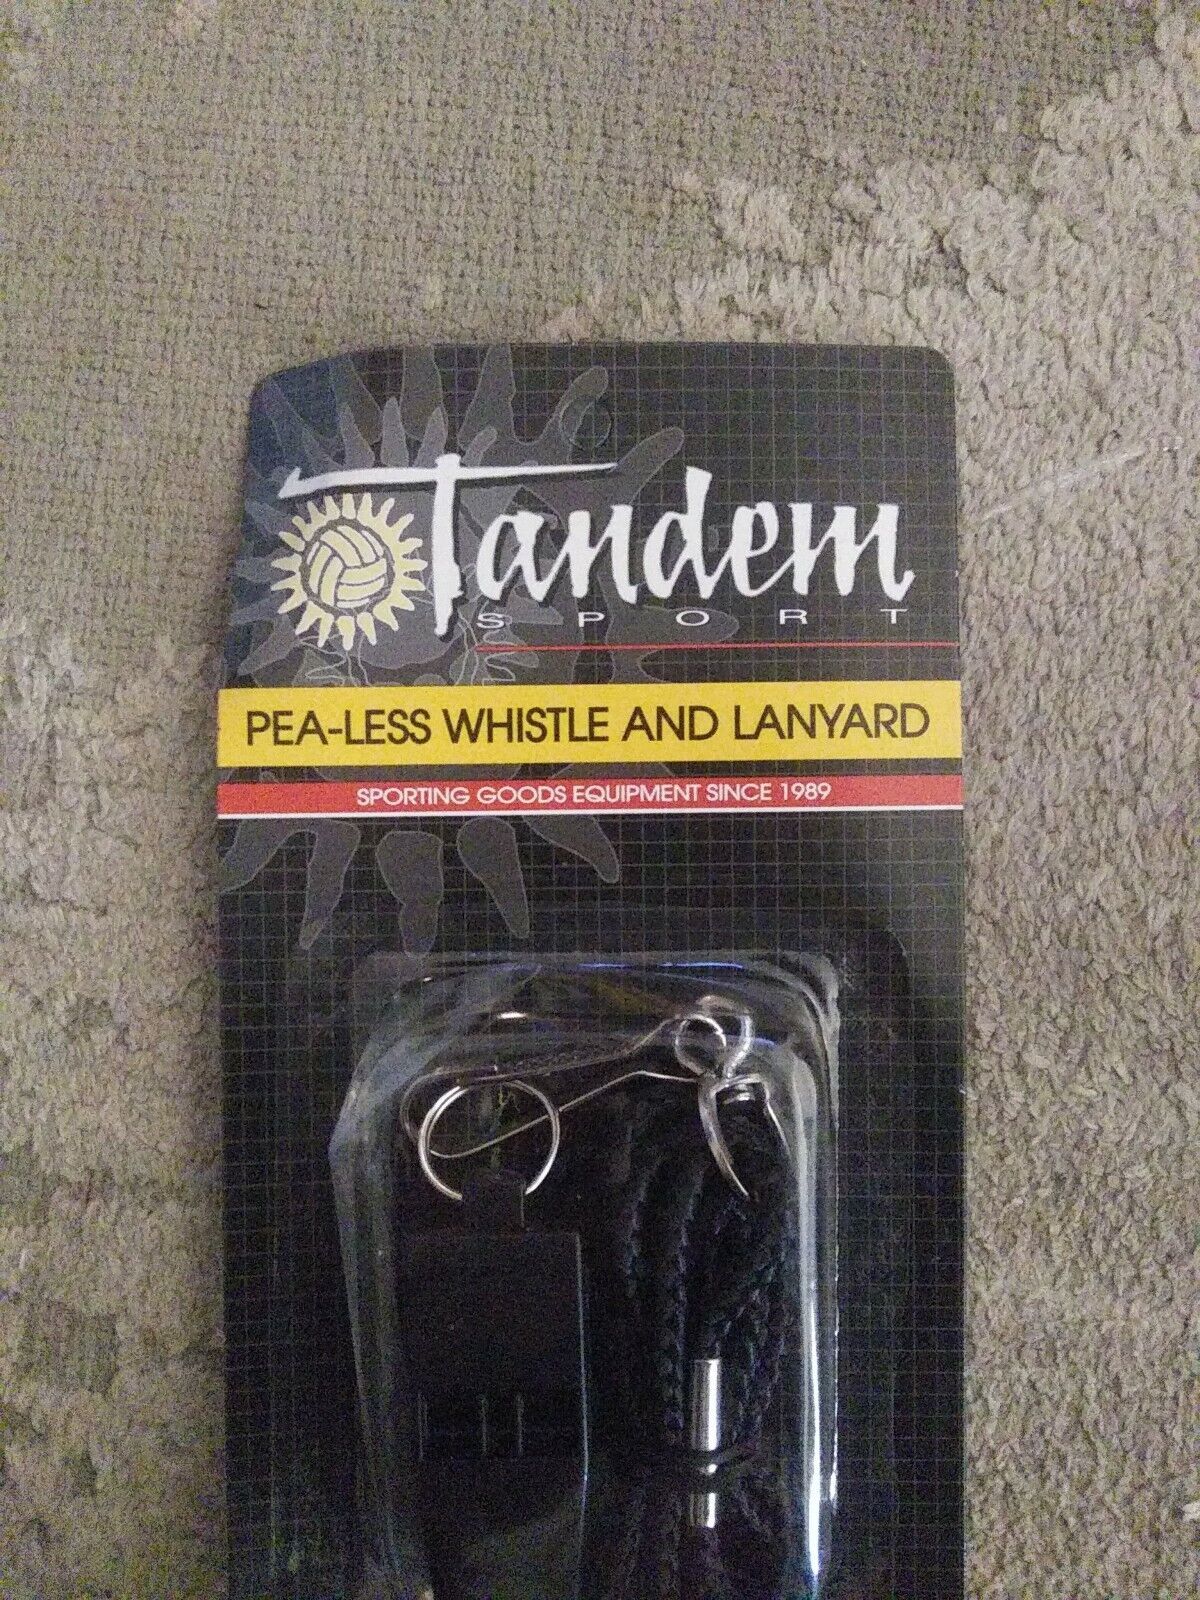 Tandem
SPORT
PEA-LESS WHISTLE AND LANYARD
SPORTING GOODS EQUIPMENT SINCE 1989